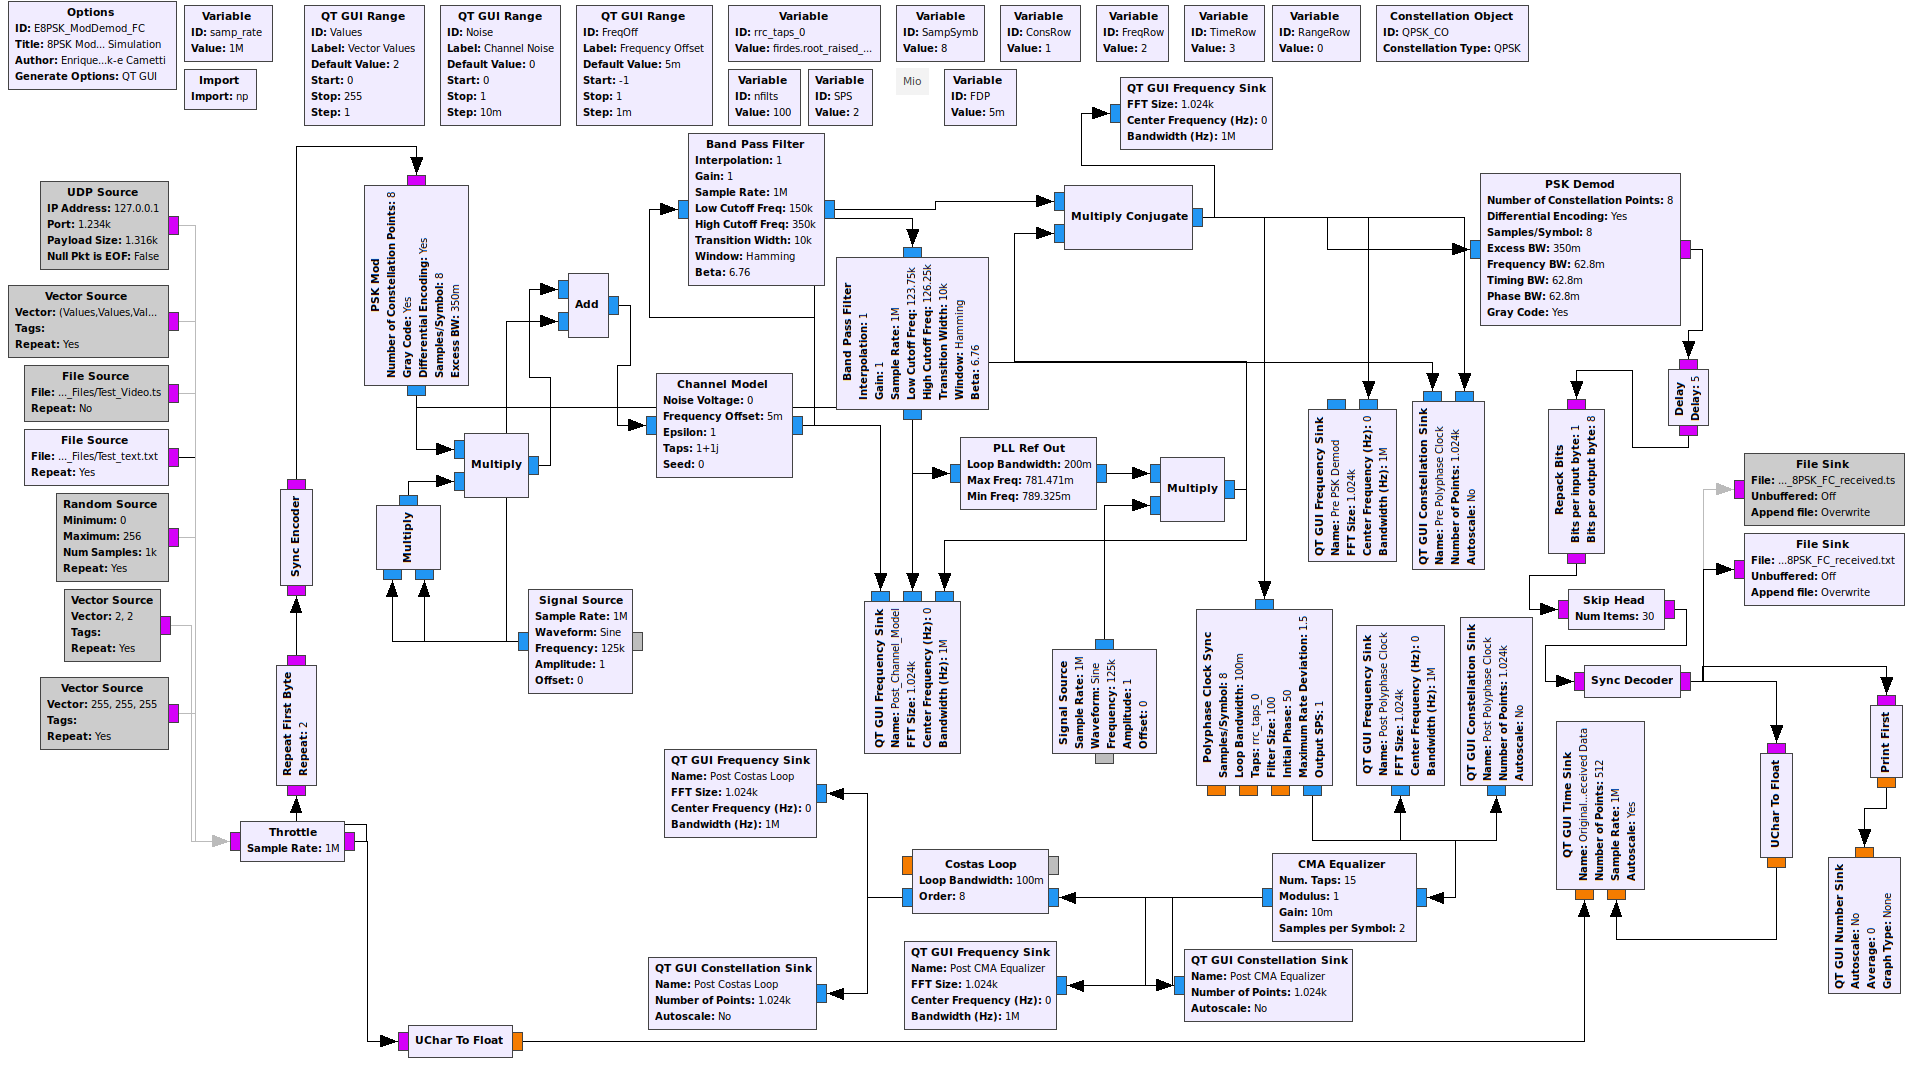 Options
ID: E8PSK_ModDemod_FC
Title: 8PSK Mod... Simulation
Author: Enrique...k-e Cametti
Generate Options: QT GUI
Variable
ID: samp_rate
Value: 1M
Import
Import: np
QT GUI Range
ID: Values
Label: Vector Values
Default Value: 2
Start: 0
Stop: 255
Step: 1
QT GUI Range
ID: Noise
Label: Channel Noise
Default Value: 0
Start: 0
Stop: 1
Step: 10m
QT GUI Range
ID: FreqOff
Label: Frequency Offset
Default Value: 5m
Start: -1
Stop: 1
Step: 1m
Variable
ID: rrc_taps_0
Value: firdes.root_raised_...
Variable
ID: nfilts
Value: 100
Variable
ID: SPS
Value: 2
Variable
ID: SampSymb
Value: 8
Mio
Variable
ID: FDP
Value: 5m
Variable
ID: ConsRow
Value: 1
Variable
ID: FreqRow
Value: 2
Variable
ID: TimeRow
Value: 3
Variable
ID: RangeRow
Value: 0
Constellation Object
ID: QPSK_CO
Constellation Type: QPSK
QT GUI Frequency Sink
FFT Size: 1.024k
Center Frequency (Hz): 0
Bandwidth (Hz): 1M
UDP Source
IP Address: 127.0.0.1
Port: 1.234k
Payload Size: 1.316k
Null Pkt is EOF: False
Vector Source
Vector: (Values,Values,Val...
Tags:
Repeat: Yes
File Source
File: ..._Files/Test_Video.ts
Repeat: No
File Source
File: ..._Files/Test_text.txt
Repeat: Yes
Random Source
Minimum: 0
Maximum: 256
Num Samples: 1k
Repeat: Yes
Vector Source
Vector: 2, 2
Tags:
Repeat: Yes
Vector Source
Vector: 255, 255, 255
Tags:
Repeat: Yes
Throttle
Sample Rate: 1M
Repeat First Byte
Repeat: 2
Sync Encoder
PSK Mod
Number of Constellation Points: 8
Gray Code: Yes
Differential Encoding: Yes
Samples/Symbol: 8
Excess BW: 350m
Multiply
Multiply
Add
Signal Source
Sample Rate: 1M
Waveform: Sine
Frequency: 125k
Amplitude: 1
Offset: 0
Band Pass Filter
Interpolation: 1
Gain: 1
Sample Rate: 1M
Low Cutoff Freq: 150k
High Cutoff Freq: 350k
Transition Width: 10k
Window: Hamming
Beta: 6.76
Channel Model
Noise Voltage: 0
Frequency Offset: 5m
Epsilon: 1
Taps: 1+1j
Seed: 0
Band Pass Filter
Interpolation: 1
Gain: 1
Sample Rate: 1M
Low Cutoff Freq: 123.75k
High Cutoff Freq: 126.25k
Transition Width: 10k
Window: Hamming
Beta: 6.76
Multiply Conjugate
PLL Ref Out
Loop Bandwidth: 200m
Max Freq: 781.471m
Min Freq: 789.325m
Multiply
QT GUI Frequency Sink
Name: Post_Channel_Model
FFT Size: 1.024k
Center Frequency (Hz): 0
Bandwidth (Hz): 1M
Signal Source
Sample Rate: 1M
Waveform: Sine
Frequency: 125k
Amplitude: 1
Offset: 0
Polyphase Clock Sync
Samples/Symbol: 8
Loop Bandwidth: 100m
Taps: rrc_taps_0
Filter Size: 100
Initial Phase: 50
Maximum Rate Deviation: 1.5
Output SPS: 1
QT GUI Frequency Sink
Name: Pre PSK Demod
FFT Size: 1.024k
Center Frequency (Hz): 0
Bandwidth (Hz): 1M
QT GUI Constellation Sink
Name: Pre Polyphase Clock
Number of Points: 1.024k
Autoscale: No
QT GUI Frequency Sink
Name: Post Polyphase Clock
FFT Size: 1.024k
Center Frequency (Hz): 0
Bandwidth (Hz): 1M
QT GUI Constellation Sink
Name: Post Polyphase Clock
Number of Points: 1.024k
Autoscale: No
PSK Demod
Number of Constellation Points: 8
Differential Encoding: Yes
Samples/Symbol: 8
Excess BW: 350m
Frequency BW: 62.8m
Timing BW: 62.8m
Phase BW: 62.8m
Gray Code: Yes
Delay
Delay: 5
Repack Bits
Bits per input byte: 1
Bits per output byte: 8
Skip Head
Num Items: 30
Sync Decoder
File Sink
File: ..._8PSK_FC_received.ts
Unbuffered: Off
Append file: Overwrite
File Sink
File: ...8PSK_FC_received.txt
Unbuffered: Off
Append file: Overwrite
Print First
UChar To Float
QT GUI Time Sink
Name: Original...eceived Data
Number of Points: 512
Sample Rate: 1M
Autoscale: Yes
QT GUI Number Sink
Autoscale: No
Average: 0
Graph Type: None
QT GUI Frequency Sink
Name: Post Costas Loop
FFT Size: 1.024k
Center Frequency (Hz): 0
Bandwidth (Hz): 1M
Costas Loop
Loop Bandwidth: 100m
Order: 8
CMA Equalizer
Num. Taps: 15
Modulus: 1
Gain: 10m
Samples per Symbol: 2
QT GUI Constellation Sink
Name: Post Costas Loop
Number of Points: 1.024k
Autoscale: No
QT GUI Frequency Sink
Name: Post CMA Equalizer
FFT Size: 1.024k
Center Frequency (Hz): 0
Bandwidth (Hz): 1M
QT GUI Constellation Sink
Name: Post CMA Equalizer
Number of Points: 1.024k
Autoscale: No
UChar To Float